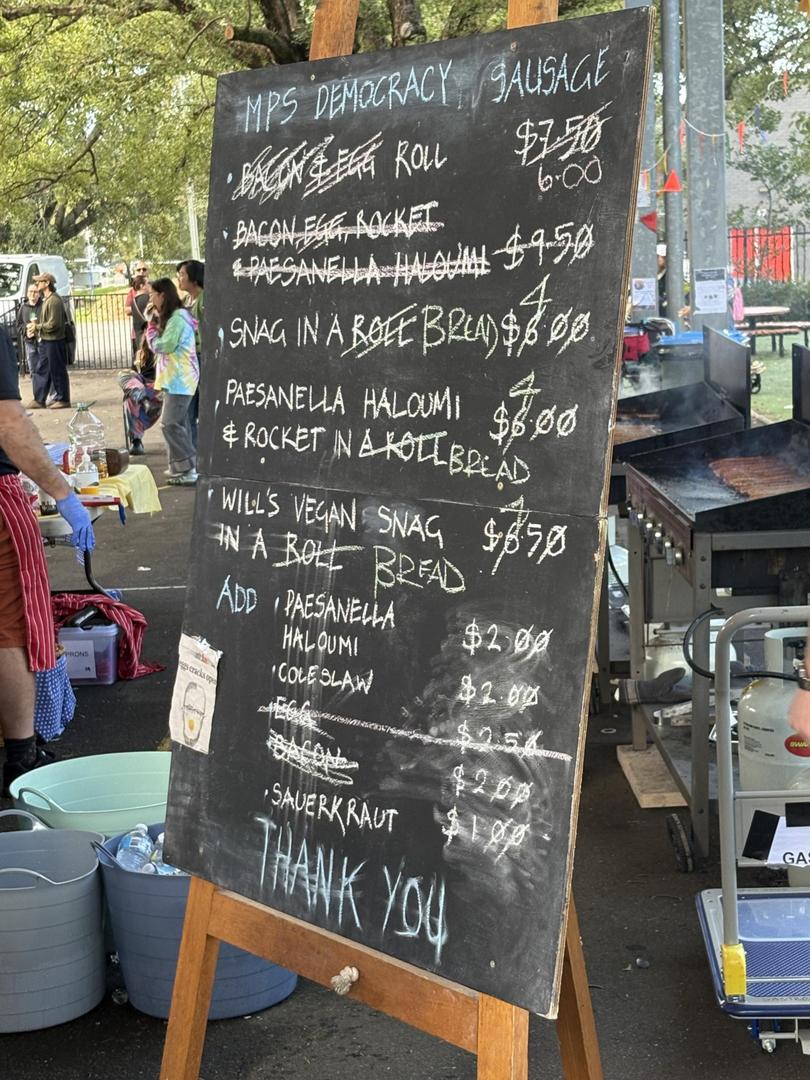 MPS DEMOCRACY SAUSAGE
BACON & EGG ROLL $7.50
6.00
BACON, EGG, ROCKET
& PAESANELLA HALOUMI $9.50
SNAG IN A ROLL BREAD $6.00 4
PAESANELLA HALOUMI
& ROCKET IN A ROLL BREAD $6.00 4
WILL'S VEGAN SNAG
IN A ROLL BREAD $6.50 4
ADD
PAESANELLA
HALOUMI $2.00
COLESLAW $2.00
EGG $2.50
BACON $2.00
SAUERKRAUT $1.00
THANK YOU
PRONS
GAS